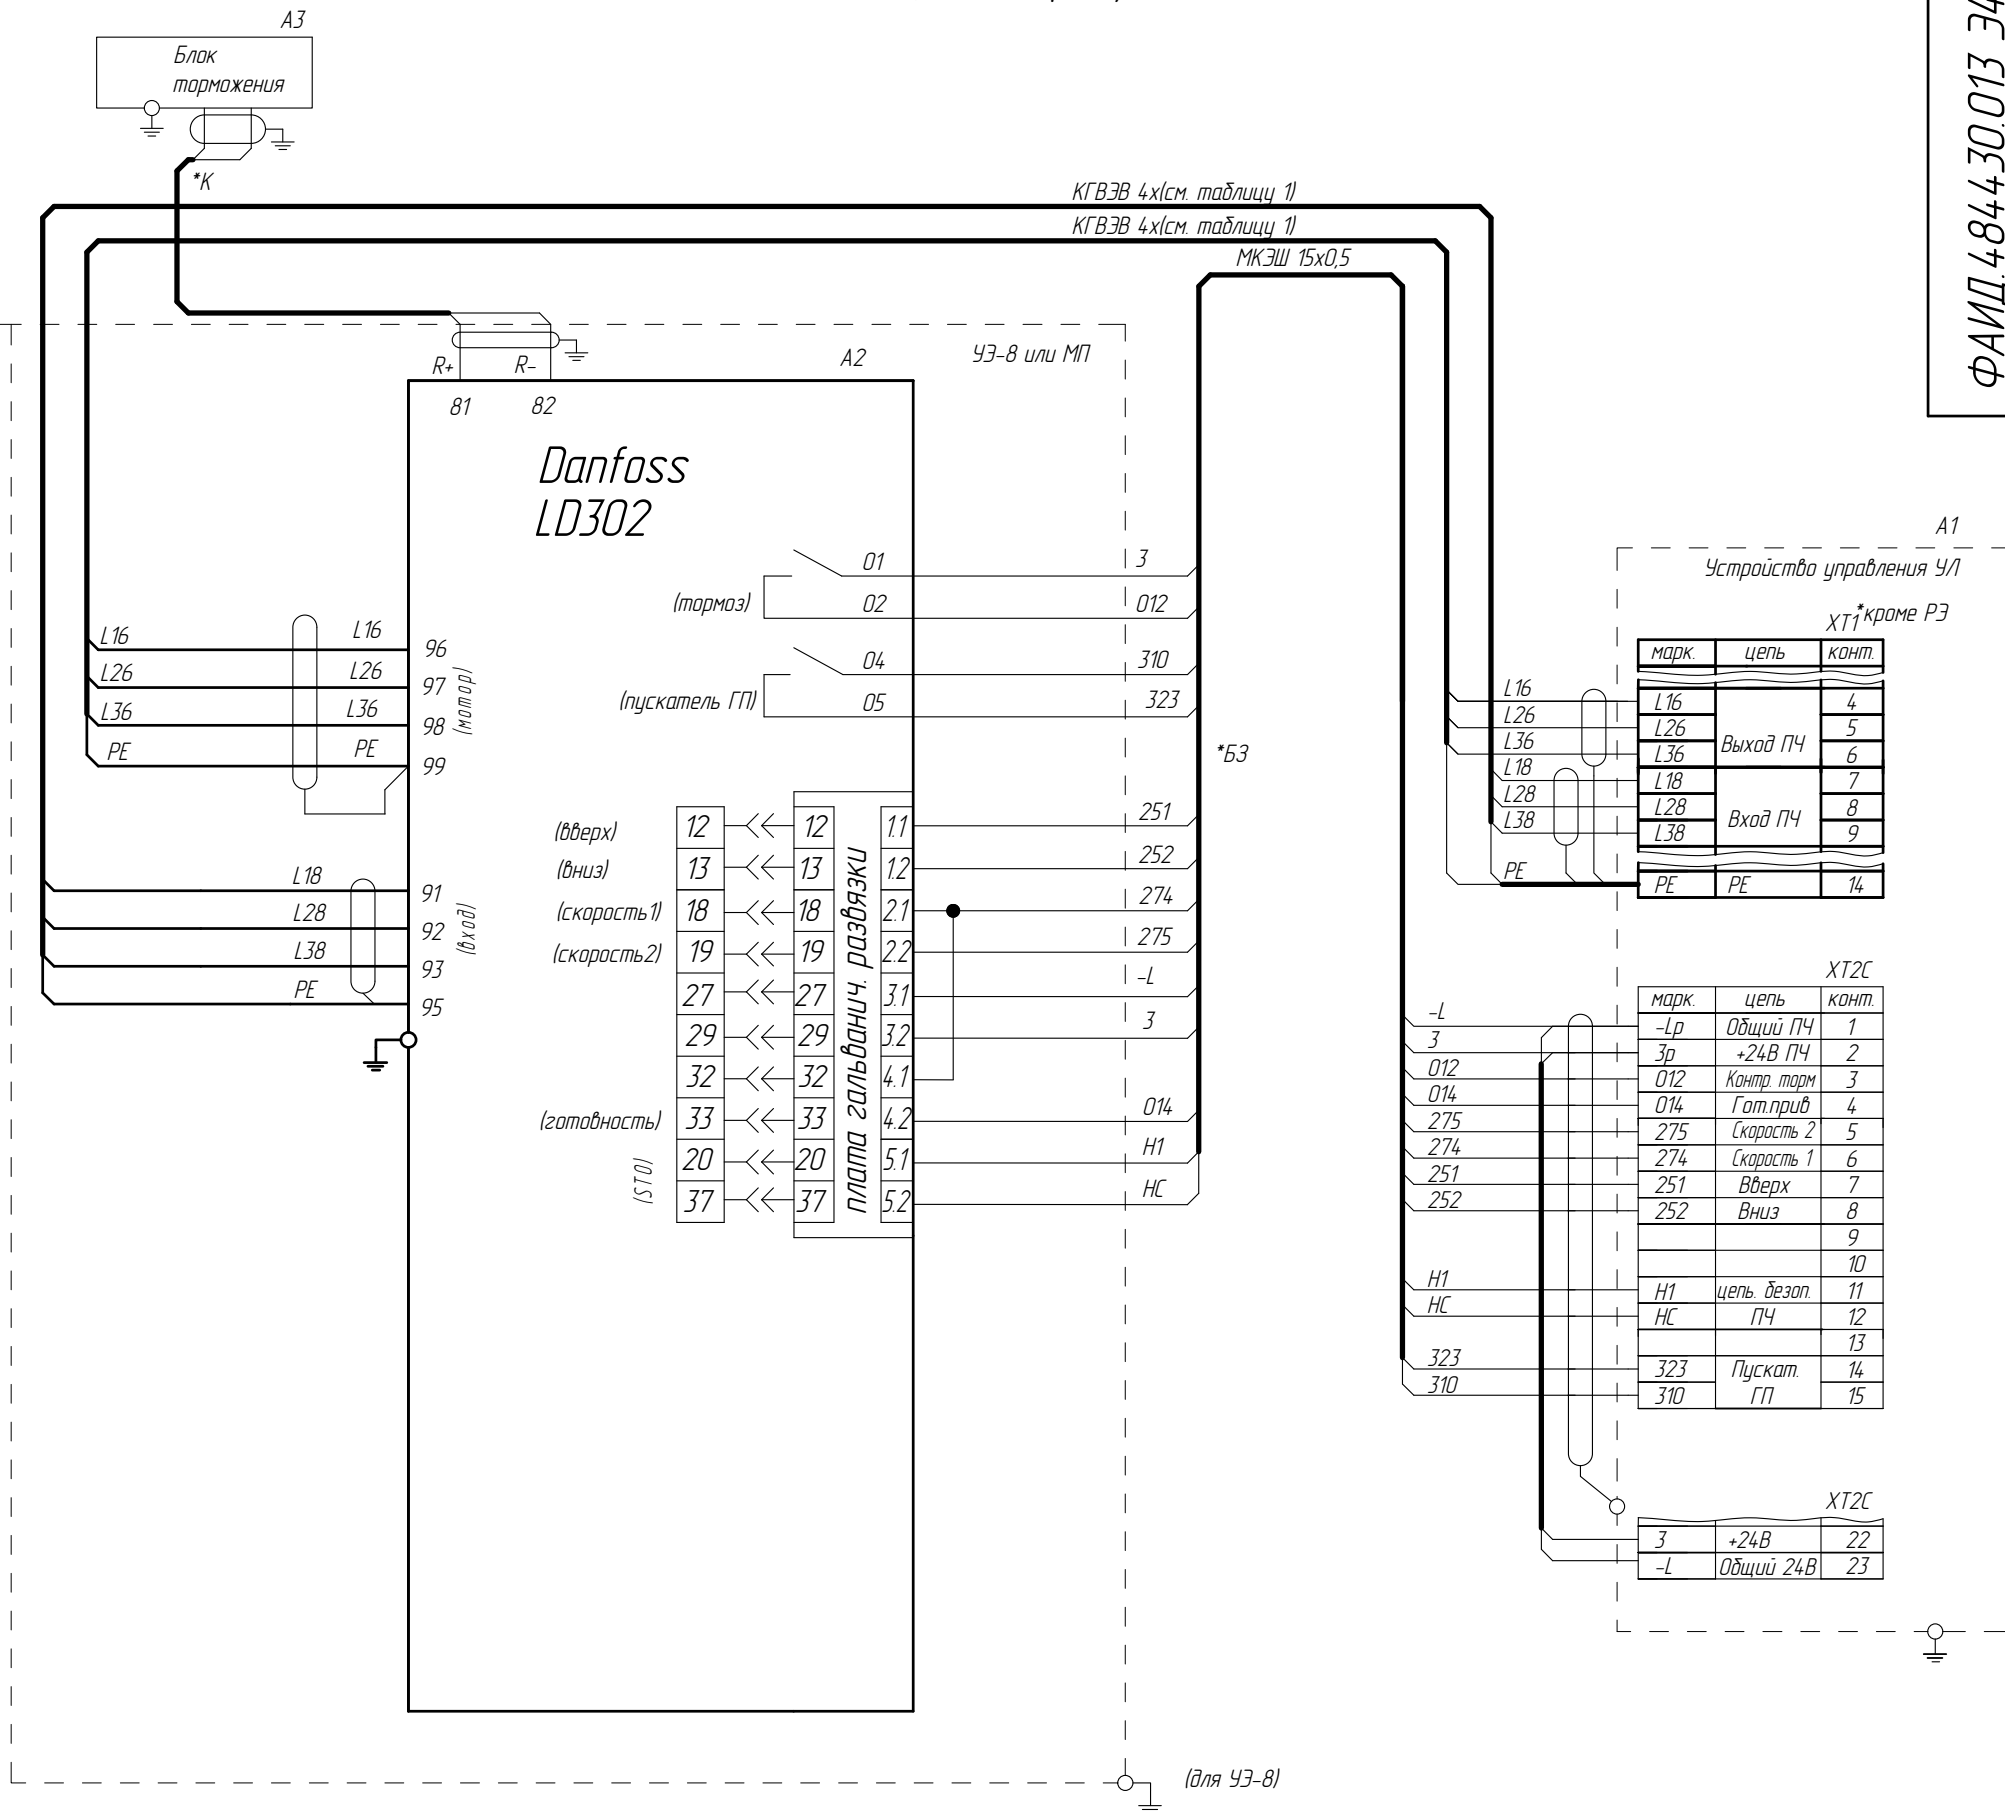 А3
Блок
торможения
*К
КГВЭВ 4х(см. таблицу 1)
КГВЭВ 4х(см. таблицу 1)
МКЭШ 15х0,5
ФАИД.484430.013 Э4
УЭ-8 или МП
А2
R+
R-
81
82
Danfoss
LD302
01
3
(тормоз)
02
012
04
310
(пускатель ГП)
05
323
*БЗ
L16
L16
96
L26
L26
97
L36
L36
98
PE
PE
99
(мотор)
L18
91
L28
92
L38
93
PE
95
(вход)
(вверх)
12
12
1.1
251
(вниз)
13
13
1.2
252
(скорость1)
18
18
2.1
274
(скорость2)
19
19
2.2
275
27
27
3.1
-L
29
29
3.2
3
32
32
4.1
(готовность)
33
33
4.2
014
20
20
5.1
Н1
(STO)
37
37
5.2
НС
плата гальванич. развязки
(для УЭ-8)
А1
Устройство управления УЛ
*кроме РЭ
ХТ1
марк. цепь конт.
L16 L16 4
L26 L26 5
L36 L36 Выход ПЧ 6
L18 L18 7
L28 L28 8
L38 L38 Вход ПЧ 9
PE PE PE 14
ХТ2С
марк. цепь конт.
-L -Lр Общий ПЧ 1
3 3р +24В ПЧ 2
012 012 Контр. торм 3
014 014 Гот.прив 4
275 275 Скорость 2 5
274 274 Скорость 1 6
251 251 Вверх 7
252 252 Вниз 8
9
10
Н1 Н1 цепь. безоп. 11
НС НС ПЧ 12
13
323 323 Пускат. 14
310 310 ГП 15
ХТ2С
3 +24В 22
-L Общий 24В 23